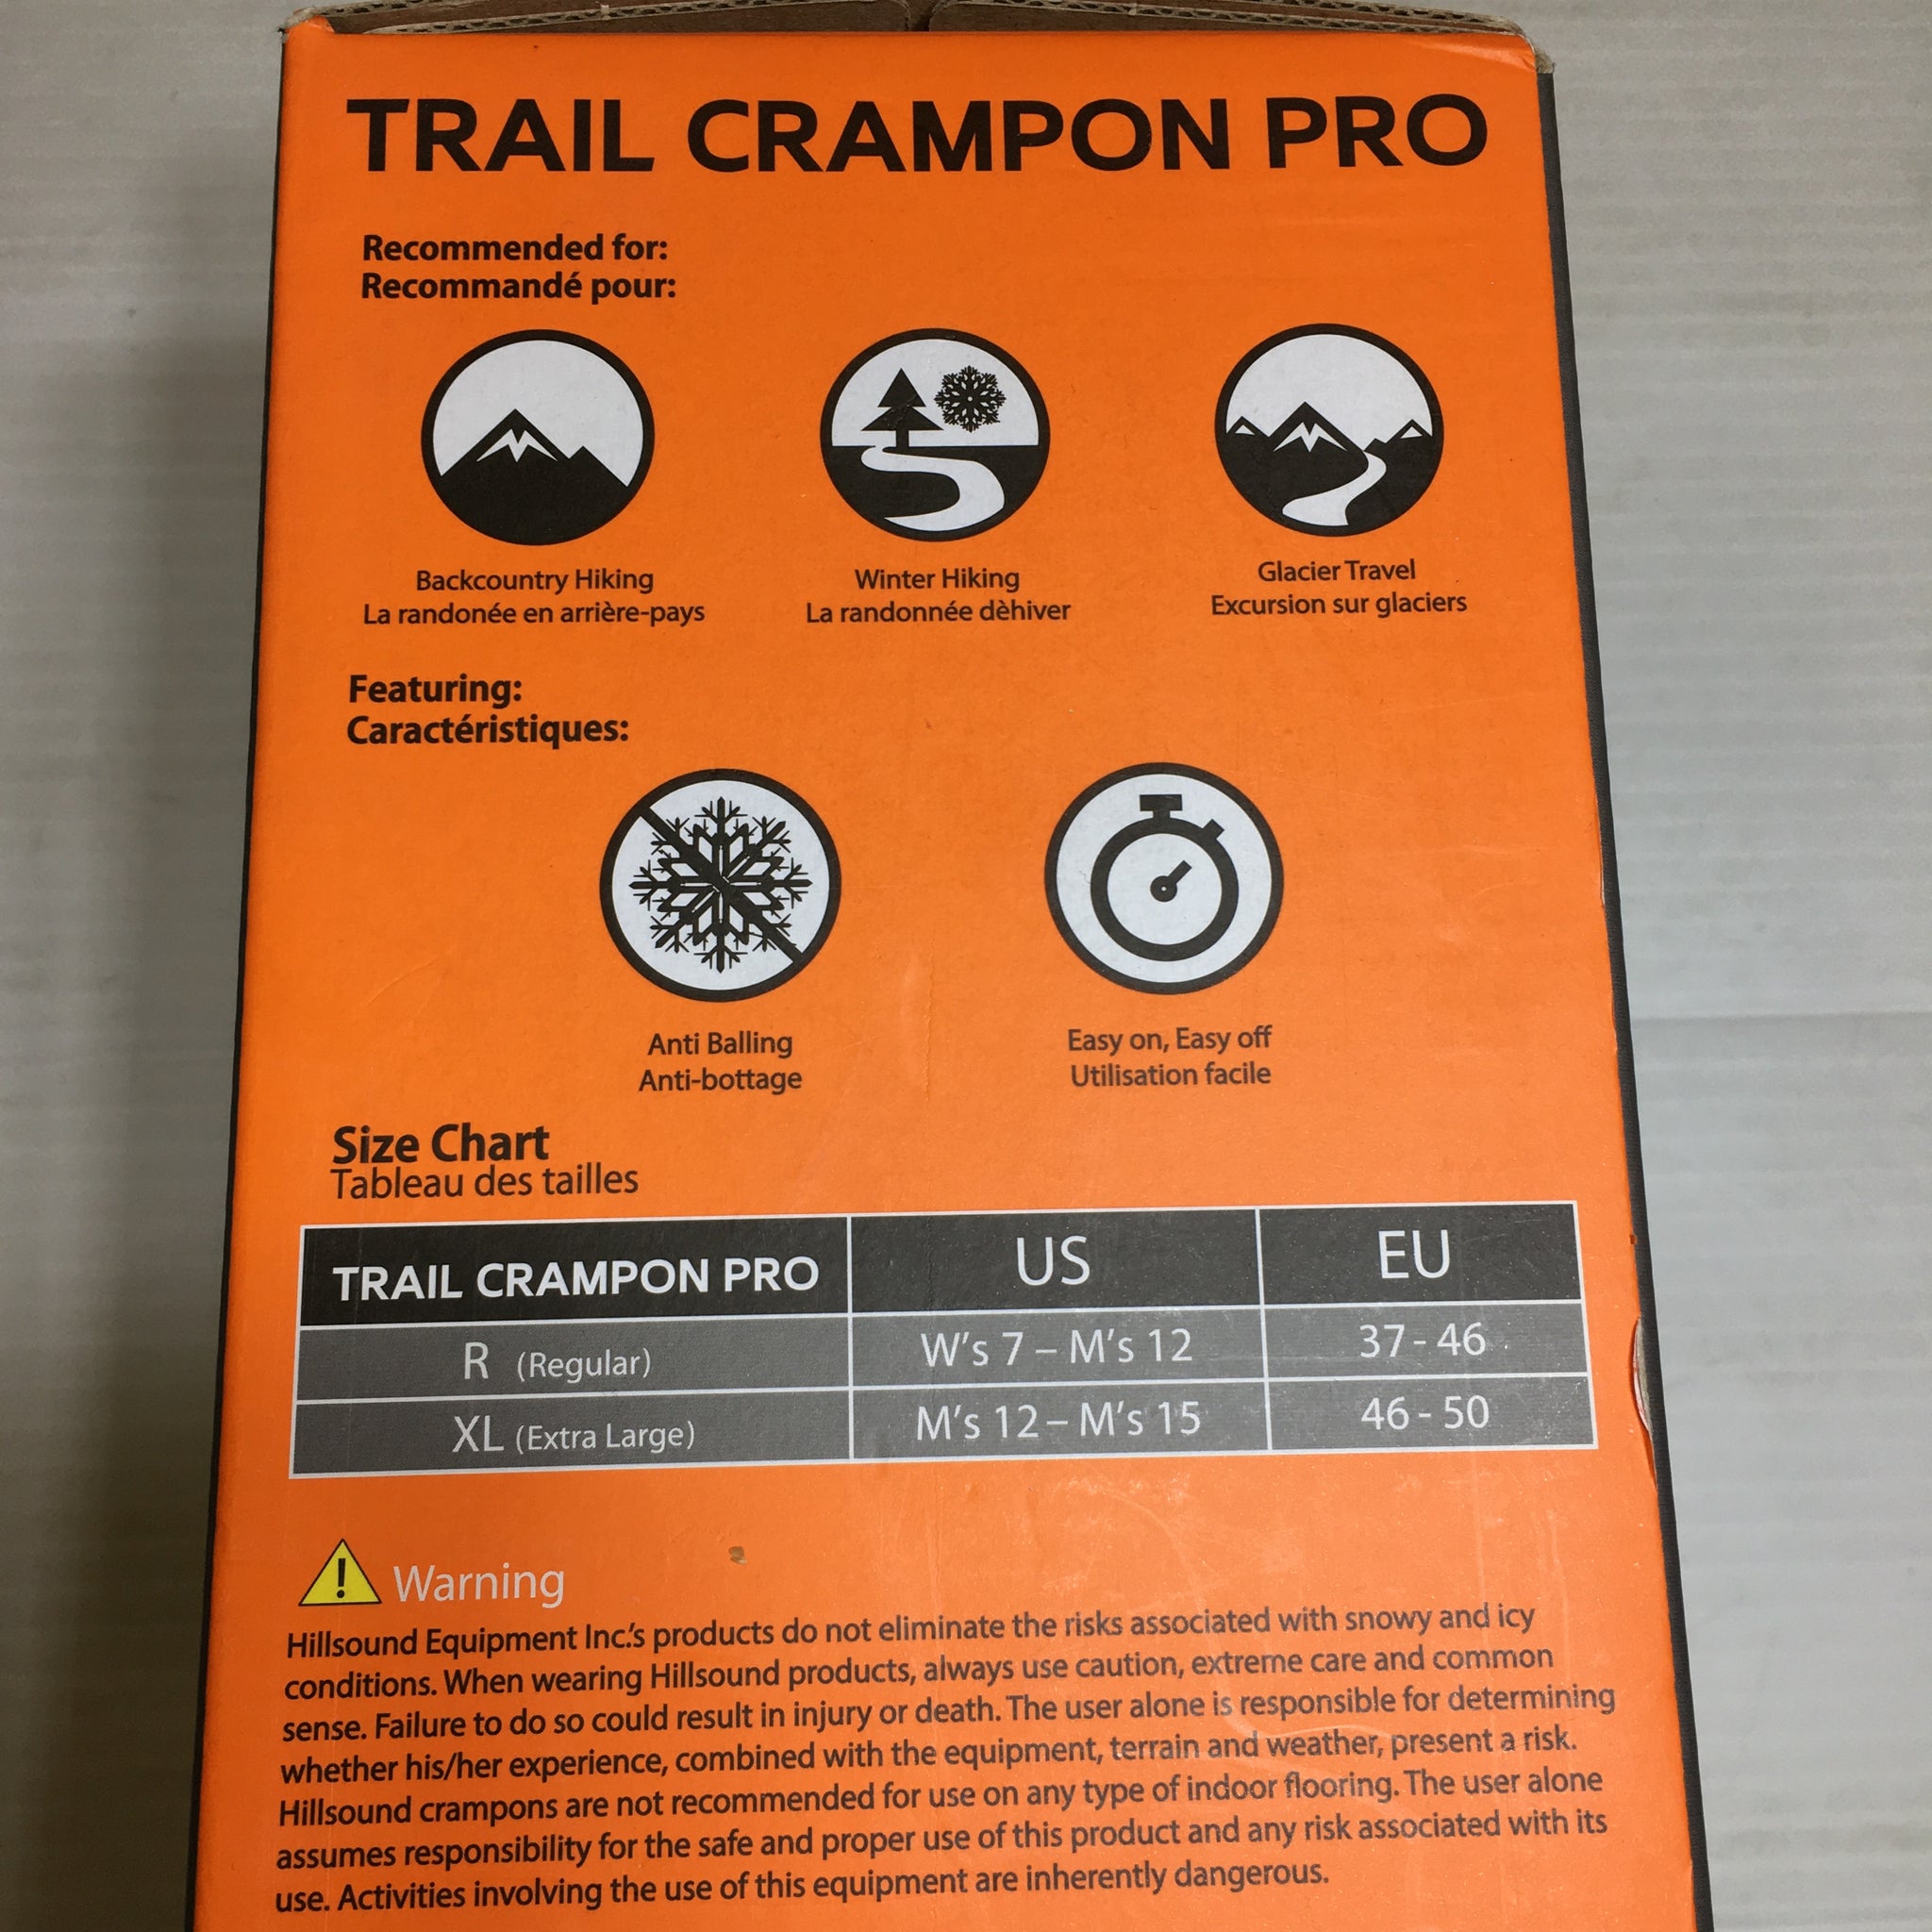 TRAIL CRAMPON PRO
Recommended for:
Recommandé pour:
Backcountry Hiking
La randonée en arrière-pays
Winter Hiking
La randonnée dèhiver
Glacier Travel
Excursion sur glaciers
Featuring:
Caractéristiques:
Anti Balling
Anti-bottage
Easy on, Easy off
Utilisation facile
Size Chart
Tableau des tailles
TRAIL CRAMPON PRO US EU
R (Regular) W's 7 – M's 12 37 - 46
XL (Extra Large) M's 12 – M's 15 46 - 50
Warning
Hillsound Equipment Inc.'s products do not eliminate the risks associated with snowy and icy
conditions. When wearing Hillsound products, always use caution, extreme care and common
sense. Failure to do so could result in injury or death. The user alone is responsible for determining
whether his/her experience, combined with the equipment, terrain and weather, present a risk.
Hillsound crampons are not recommended for use on any type of indoor flooring. The user alone
assumes responsibility for the safe and proper use of this product and any risk associated with its
use. Activities involving the use of this equipment are inherently dangerous.